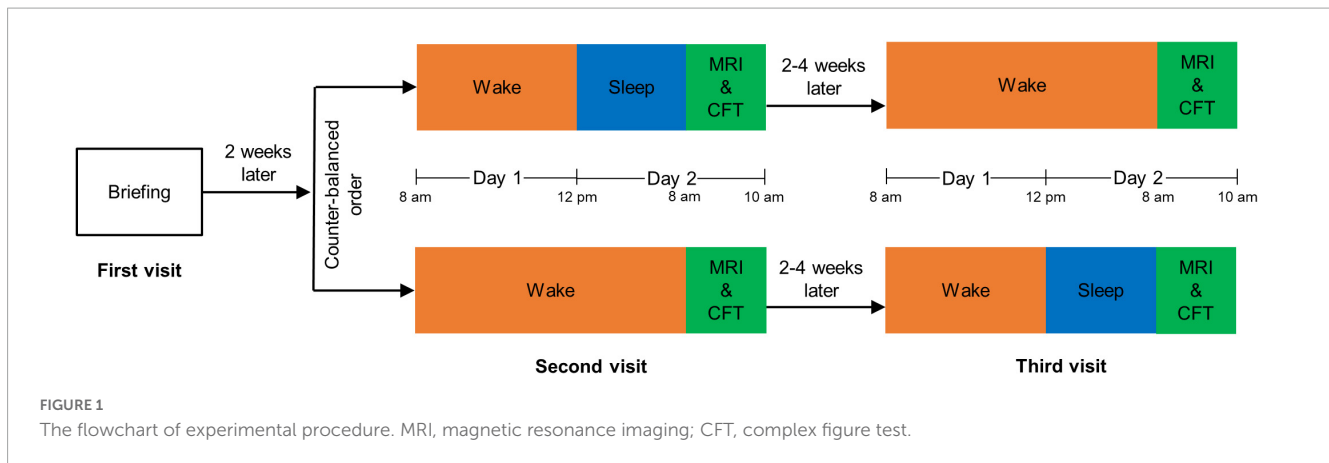 Briefing
First visit
2 weeks
later
Counter-balanced
order
Wake
Sleep
MRI
&
CFT
2-4 weeks
later
Wake
MRI
&
CFT
Day 1
Day 2
8 am
12 pm
8 am
10 am
Day 1
Day 2
8 am
12 pm
8 am
10 am
Wake
MRI
&
CFT
2-4 weeks
later
Wake
Sleep
MRI
&
CFT
Second visit
Third visit
FIGURE 1
The flowchart of experimental procedure. MRI, magnetic resonance imaging; CFT, complex figure test.